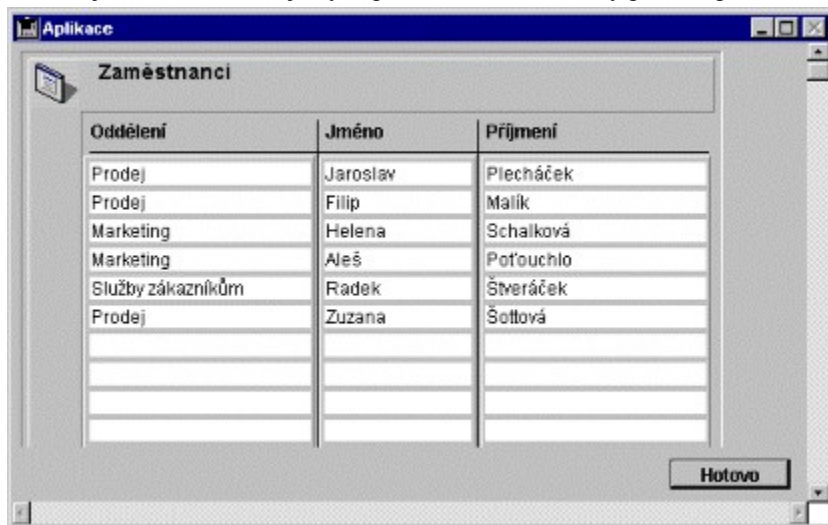 Aplikace
Zaměstnanci
Oddělení Jméno Příjmení
Prodej Jaroslav Plecháček
Prodej Filip Malík
Marketing Helena Schalková
Marketing Aleš Poťouchlo
Služby zákazníkům Radek Štveráček
Prodej Zuzana Šottová
Hotovo